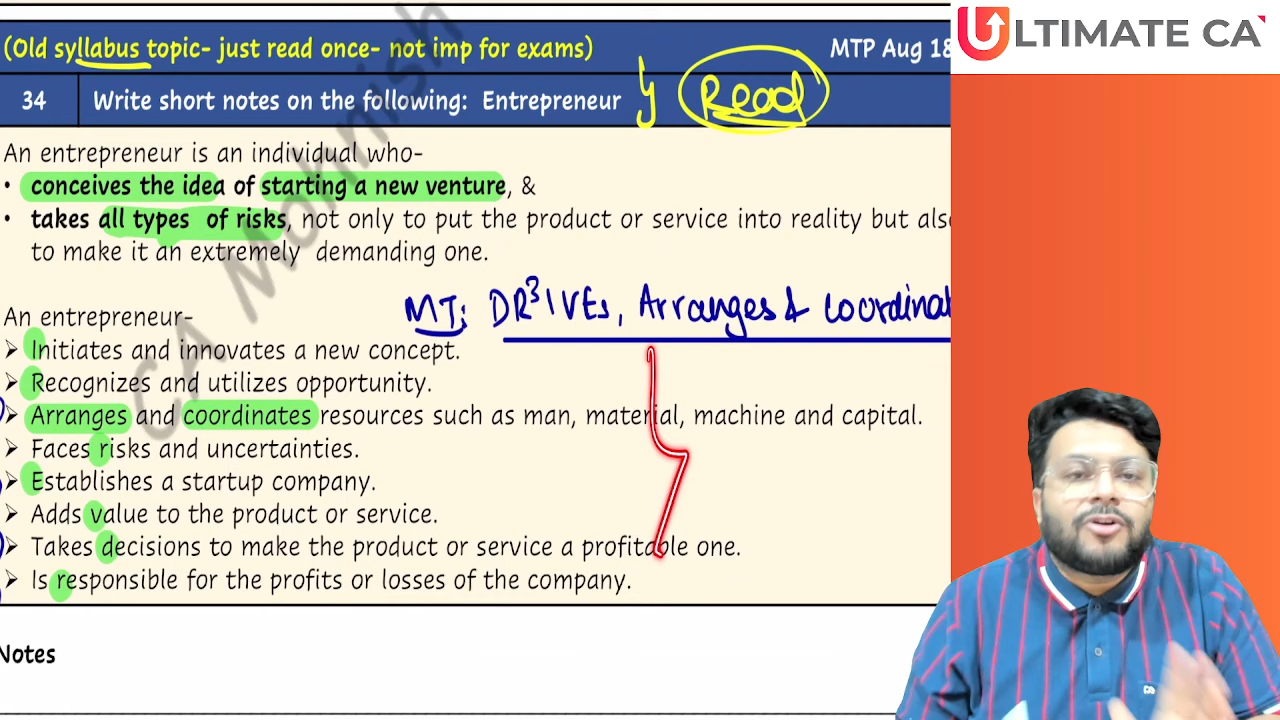 (Old syllabus topic- just read once- not imp for exams) MTP Aug 18
ULTIMATE CA
34 Write short notes on the following: Entrepreneur Read
An entrepreneur is an individual who-
• conceives the idea of starting a new venture, &
• takes all types of risks, not only to put the product or service into reality but also
to make it an extremely demanding one.
MT: DR³IVEs, Arranges & coordinat
An entrepreneur-
➢ Initiates and innovates a new concept.
➢ Recognizes and utilizes opportunity.
➢ Arranges and coordinates resources such as man, material, machine and capital.
➢ Faces risks and uncertainties.
➢ Establishes a startup company.
➢ Adds value to the product or service.
➢ Takes decisions to make the product or service a profitable one.
➢ Is responsible for the profits or losses of the company.
Notes
CA Mohnish